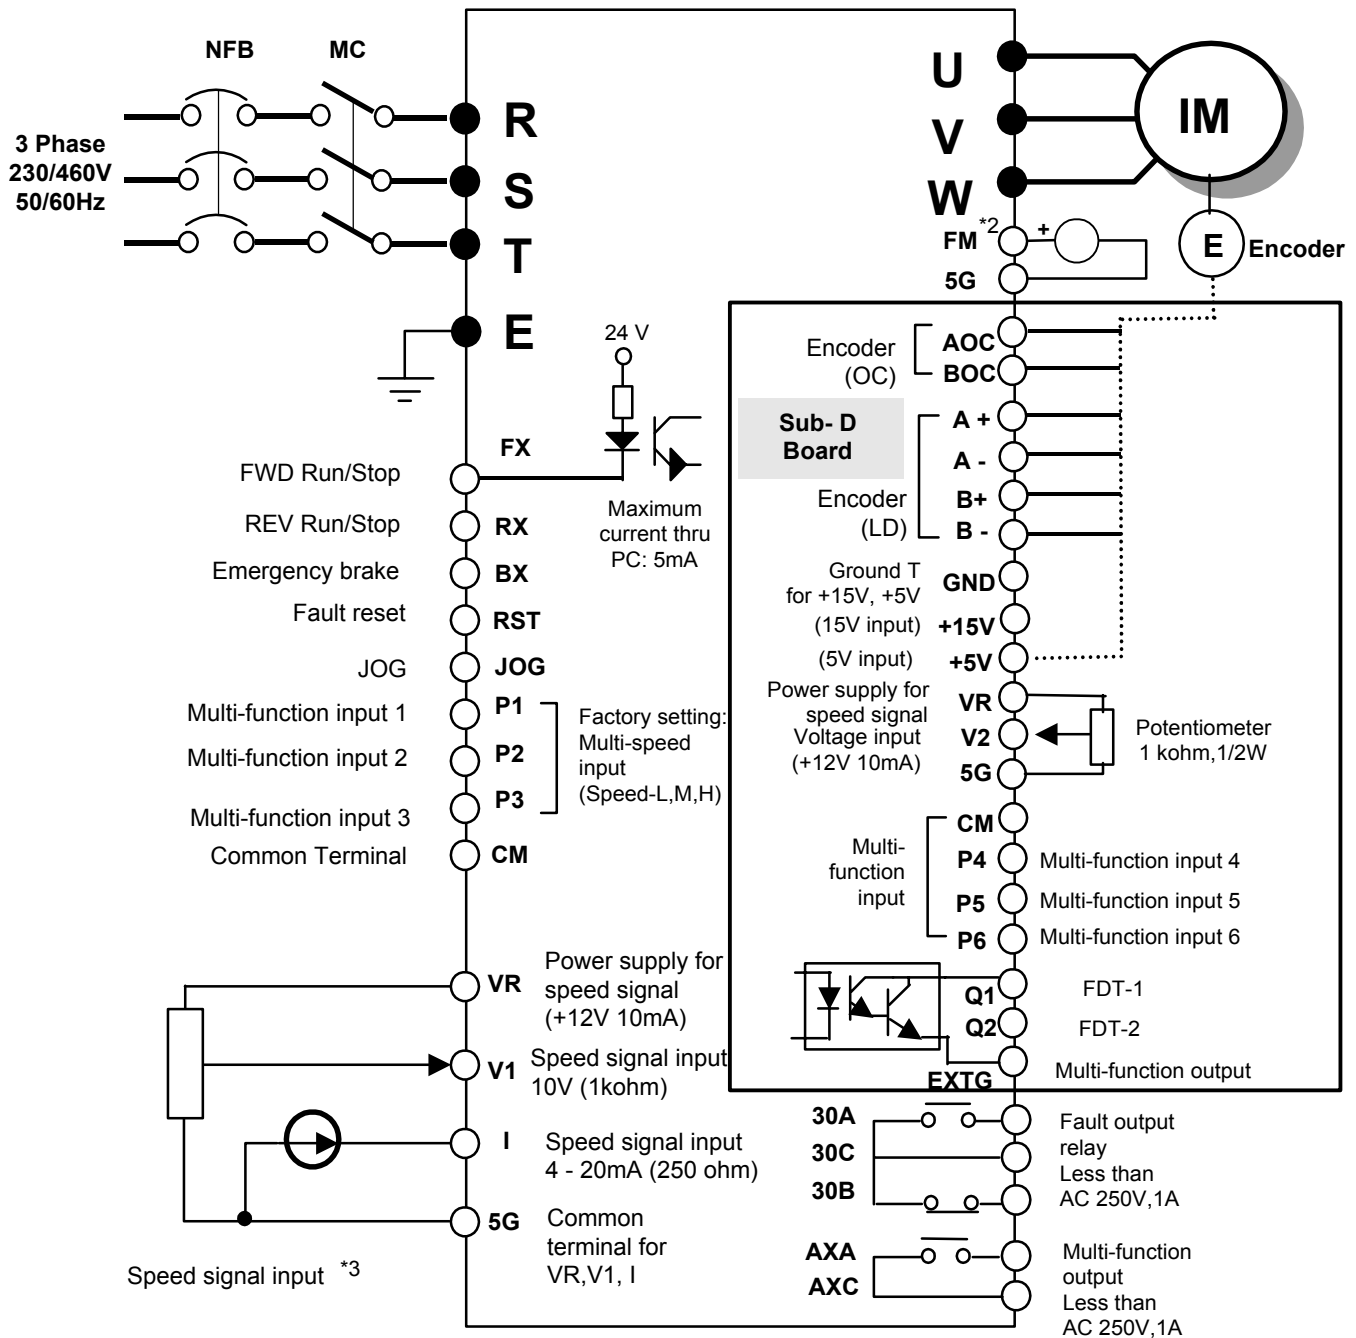 NFB
MC
3 Phase
230/460V
50/60Hz
R
S
T
E
U
V
W
IM
FM *2
+
5G
E
Encoder
24 V
FX
FWD Run/Stop
Maximum
current thru
PC: 5mA
REV Run/Stop
RX
Emergency brake
BX
Fault reset
RST
JOG
JOG
Multi-function input 1
P1
Multi-function input 2
P2
Multi-function input 3
P3
Factory setting:
Multi-speed
input
(Speed-L,M,H)
Common Terminal
CM
VR
Power supply for
speed signal
(+12V 10mA)
V1
Speed signal input
10V (1kohm)
I
Speed signal input
4 - 20mA (250 ohm)
5G
Common
terminal for
VR,V1, I
Speed signal input *3
Encoder
(OC)
AOC
BOC
Sub- D
Board
A +
A -
Encoder
(LD)
B+
B -
Ground T
for +15V, +5V
GND
(15V input)
+15V
(5V input)
+5V
Power supply for
speed signal
Voltage input
(+12V 10mA)
VR
V2
5G
Potentiometer
1 kohm,1/2W
Multi-
function
input
CM
P4
Multi-function input 4
P5
Multi-function input 5
P6
Multi-function input 6
Q1
FDT-1
Q2
FDT-2
EXTG
Multi-function output
30A
30C
30B
Fault output
relay
Less than
AC 250V,1A
AXA
AXC
Multi-function
output
Less than
AC 250V,1A